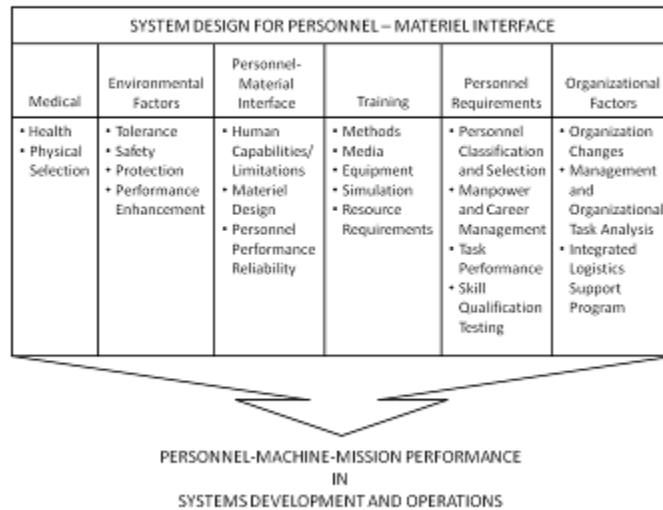 SYSTEM DESIGN FOR PERSONNEL – MATERIEL INTERFACE
Medical
Environmental
Factors
Personnel-
Material
Interface
Training
Personnel
Requirements
Organizational
Factors
• Health
• Physical
Selection
• Tolerance
• Safety
• Protection
• Performance
Enhancement
• Human
Capabilities/
Limitations
• Materiel
Design
• Personnel
Performance
Reliability
• Methods
• Media
• Equipment
• Simulation
• Resource
Requirements
• Personnel
Classification
and Selection
• Manpower
and Career
Management
• Task
Performance
• Skill
Qualification
Testing
• Organization
Changes
• Management
and
Organizational
Task Analysis
• Integrated
Logistics
Support
Program
PERSONNEL-MACHINE-MISSION PERFORMANCE
IN
SYSTEMS DEVELOPMENT AND OPERATIONS